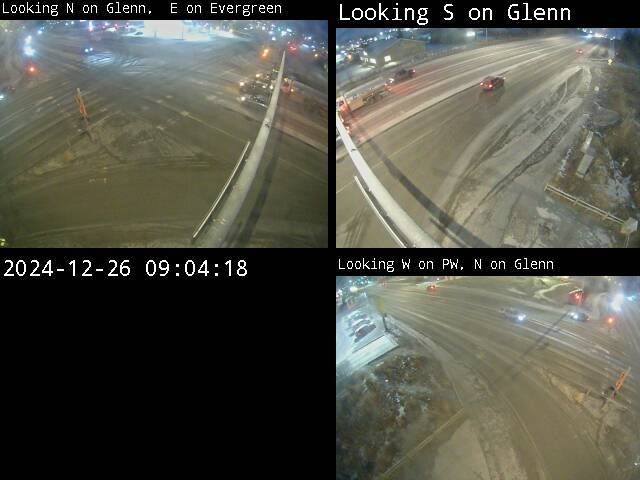 Looking N on Glenn,  E on Evergreen
Looking S on Glenn
2024-12-26 09:04:18
Looking W on PW, N on Glenn